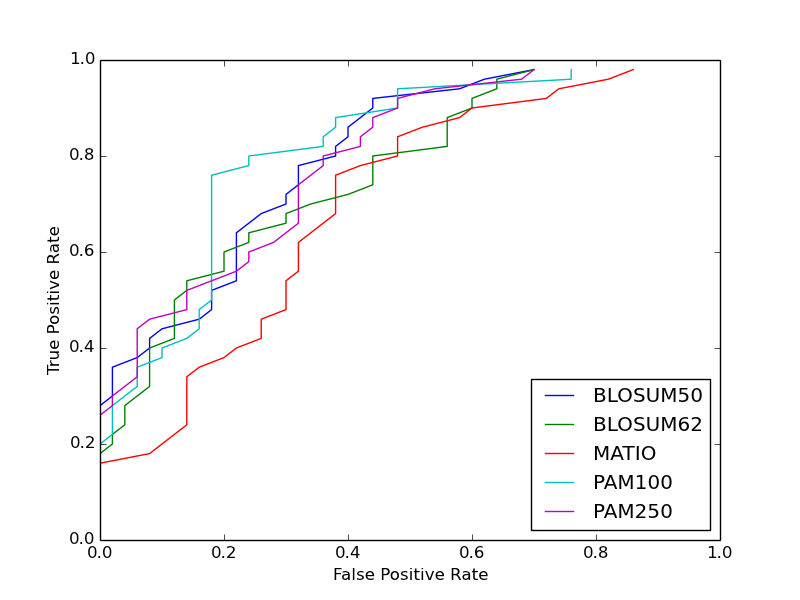 1.0
0.8
0.6
0.4
0.2
0.0
True Positive Rate
BLOSUM50
BLOSUM62
MATIO
PAM100
PAM250
0.0 0.2 0.4 0.6 0.8 1.0
False Positive Rate